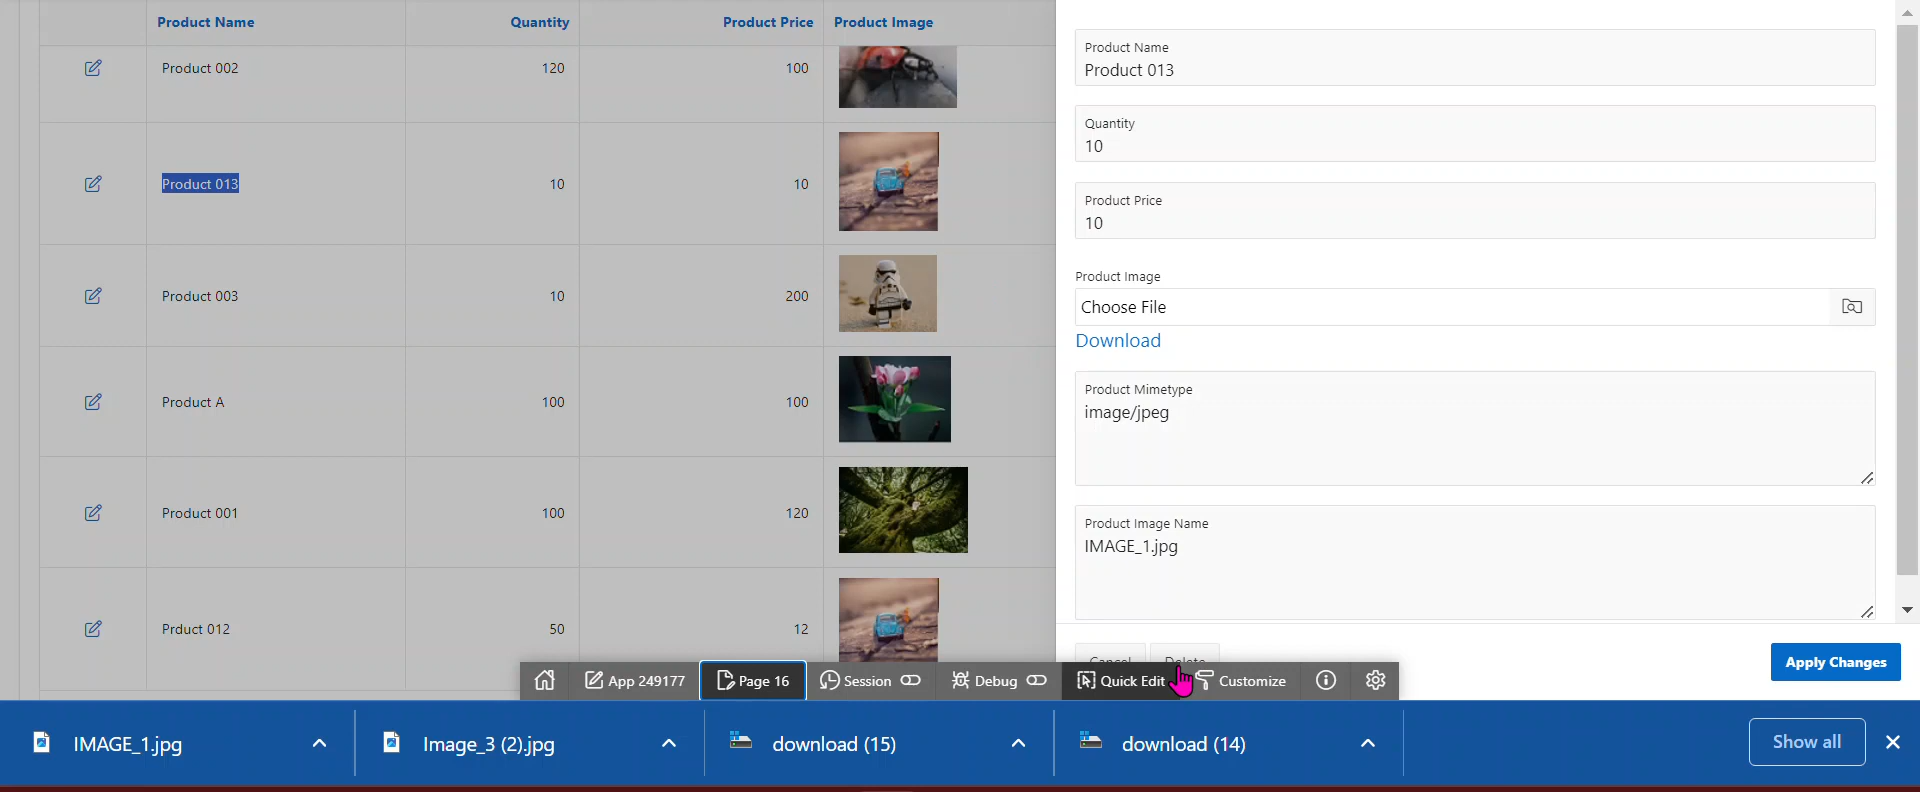 Product Name Quantity Product Price Product Image
Product 002 120 100
Product 013 10 10
Product 003 10 200
Product A 100 100
Product 001 100 120
Prduct 012 50 12
Product Name
Product 013
Quantity
10
Product Price
10
Product Image
Choose File
Download
Product Mimetype
image/jpeg
Product Image Name
IMAGE_1.jpg
Cancel Delete Apply Changes
App 249177 Page 16 Session Debug Quick Edit Customize
IMAGE_1.jpg Image_3 (2).jpg download (15) download (14) Show all